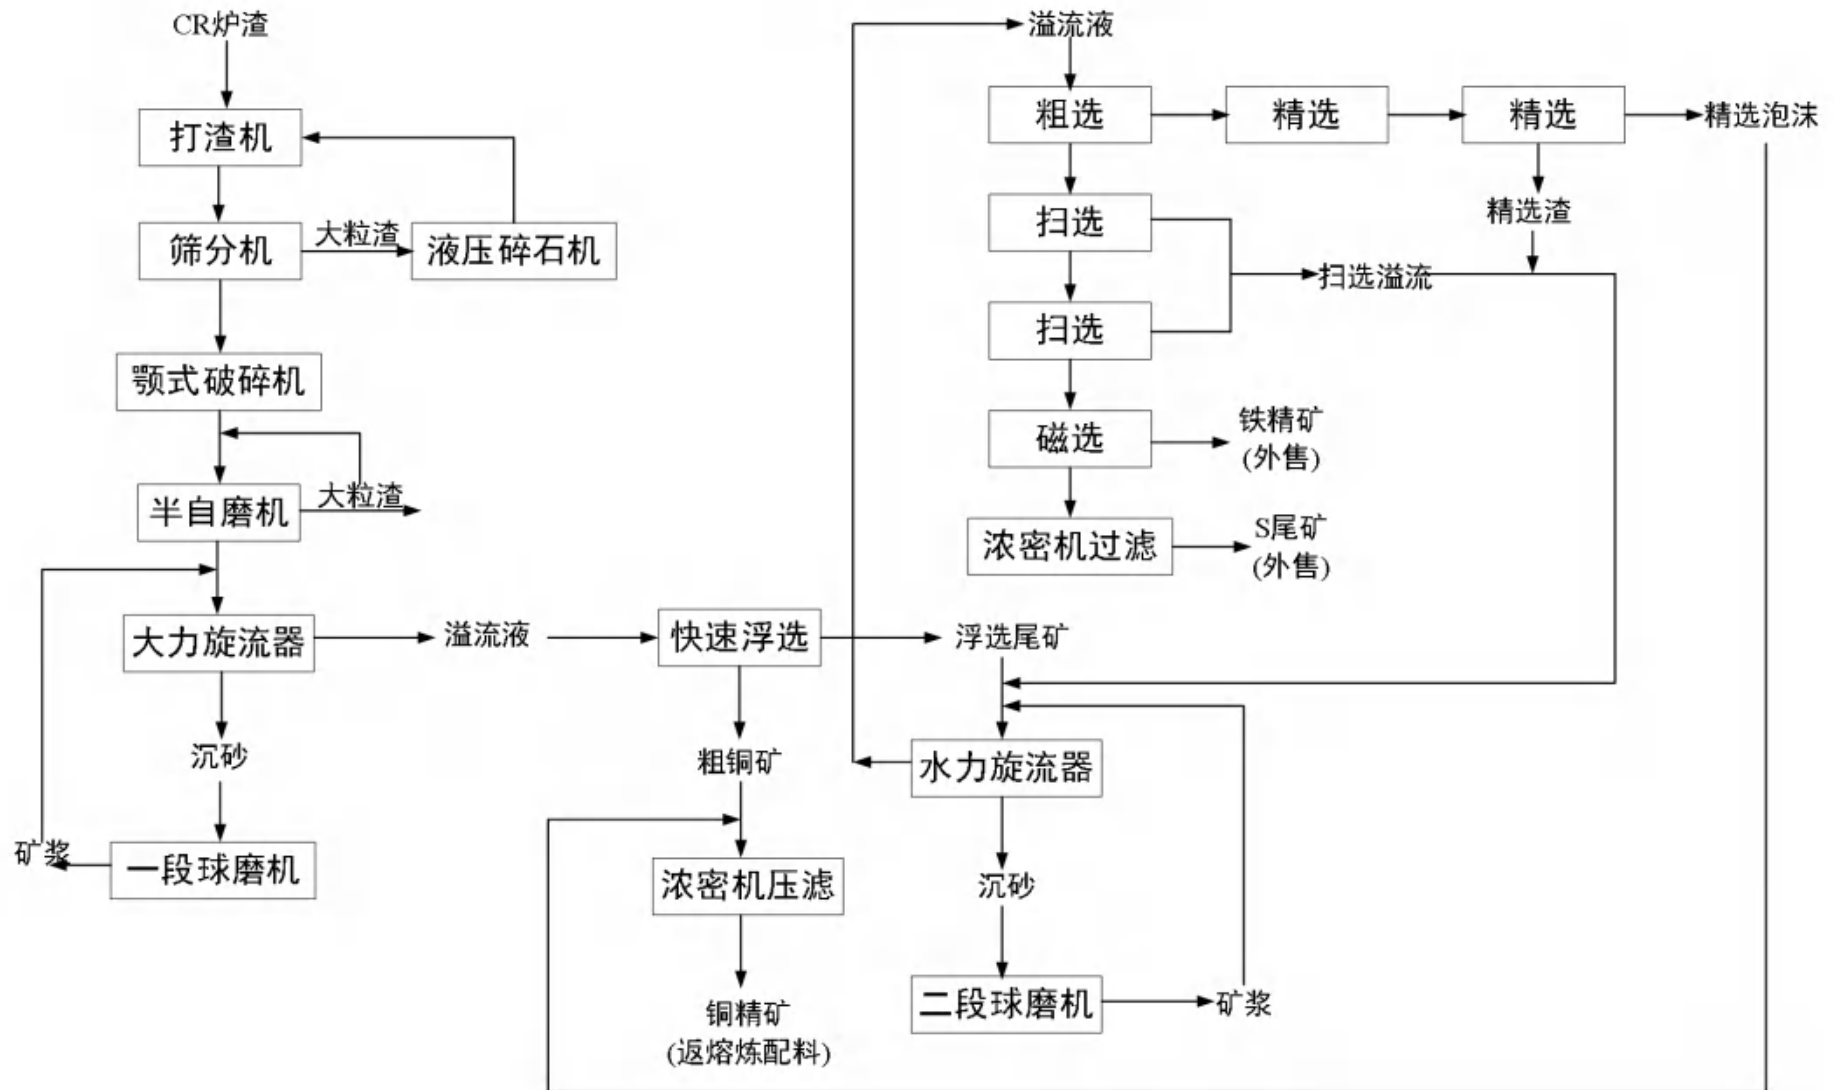 CR炉渣
打渣机
筛分机
大粒渣
液压碎石机
颚式破碎机
半自磨机
大粒渣
大力旋流器
溢流液
沉砂
一段球磨机
矿浆
快速浮选
粗铜矿
浓密机压滤
铜精矿
(返熔炼配料)
浮选尾矿
水力旋流器
沉砂
二段球磨机
矿浆
溢流液
粗选
精选
精选
精选泡沫
精选渣
扫选
扫选
扫选溢流
磁选
铁精矿
(外售)
浓密机过滤
S尾矿
(外售)